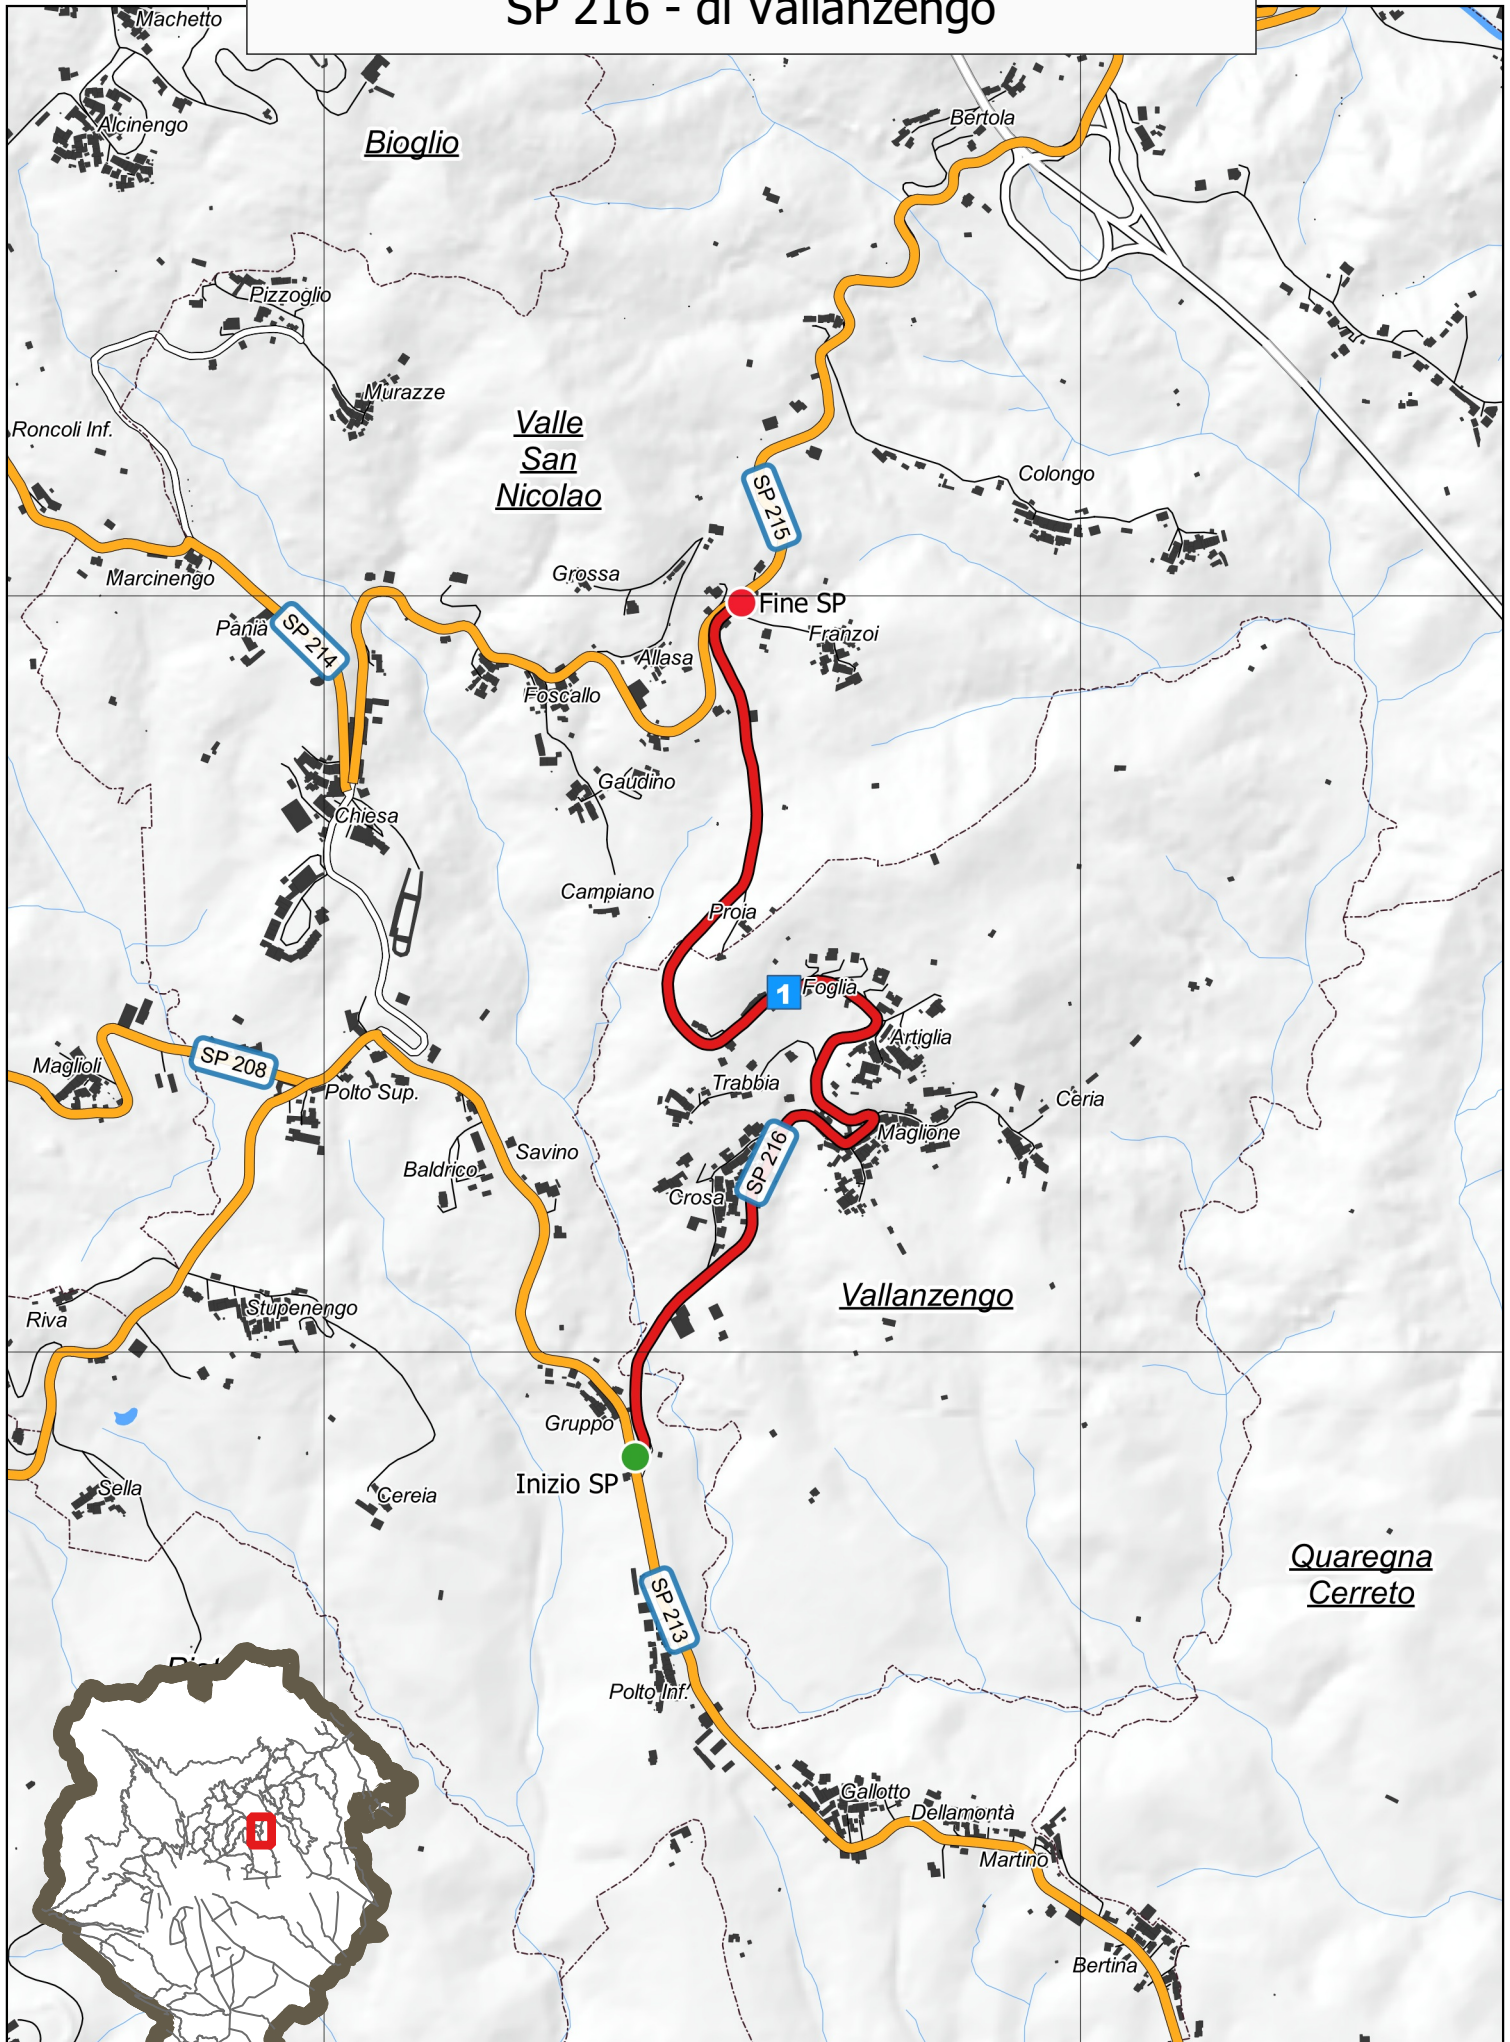 SP 216 - di Vallanzengo
Machetto
Alcinengo
Bioglio
Bertola
Pizzoglio
Murazze
Roncoli Inf.
Valle
San
Nicolao
Colongo
SP 215
Marcinengo
Grossa
Fine SP
Pania
SP 214
Franzoi
Allasa
Foscallo
Gaudino
Chiesa
Campiano
Proia
1
Foglia
Artiglia
Maglioli
SP 208
Polto Sup.
Trabbia
Ceria
Maglione
Savino
Baldrico
SP 216
Crosa
Vallanzengo
Riva
Stupenengo
Gruppo
Inizio SP
Sella
Cereia
Quaregna
Cerreto
SP 213
Polto Inf.
Gallotto
Dellamontà
Martino
Bertina